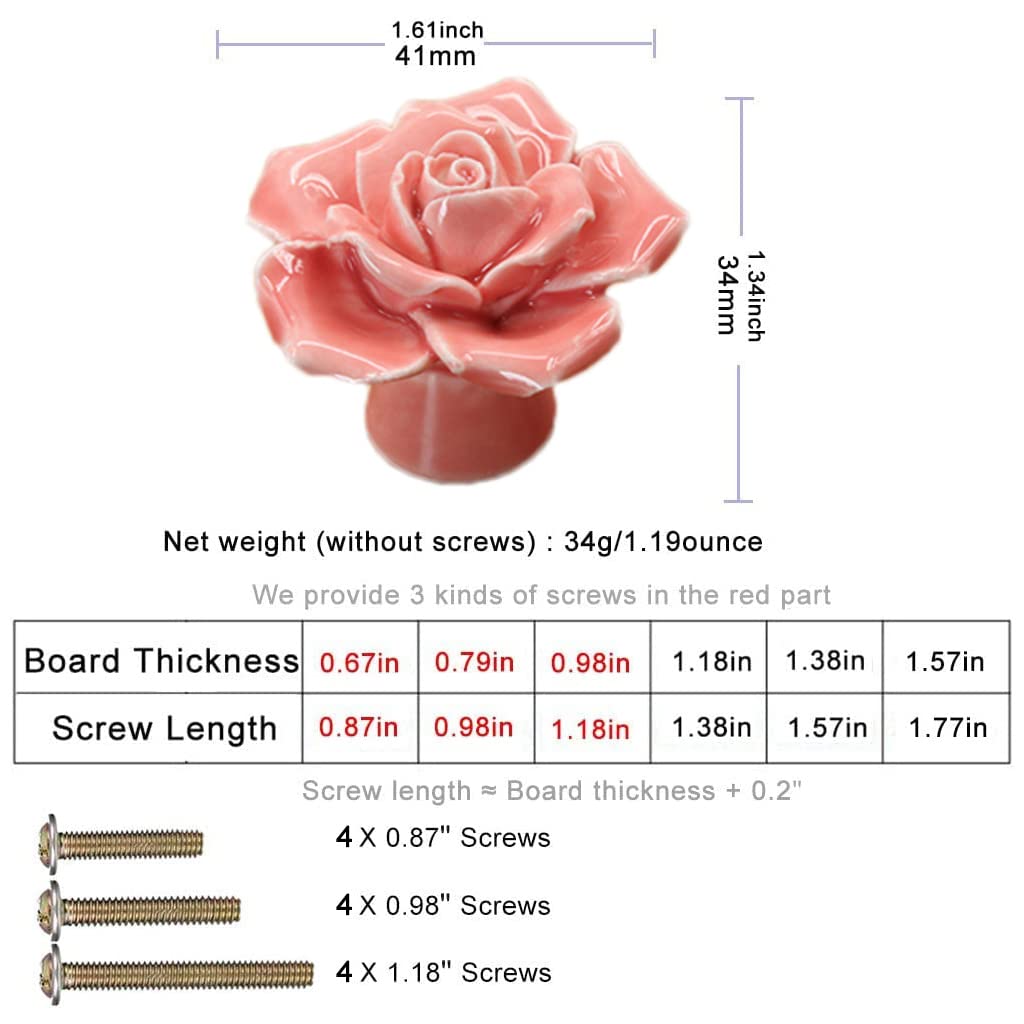 1.61inch
41mm
1.34inch
34mm
Net weight (without screws) : 34g/1.19ounce
We provide 3 kinds of screws in the red part
Board Thickness 0.67in 0.79in 0.98in 1.18in 1.38in 1.57in
Screw Length 0.87in 0.98in 1.18in 1.38in 1.57in 1.77in
Screw length ≈ Board thickness + 0.2"
4 X 0.87" Screws
4 X 0.98" Screws
4 X 1.18" Screws